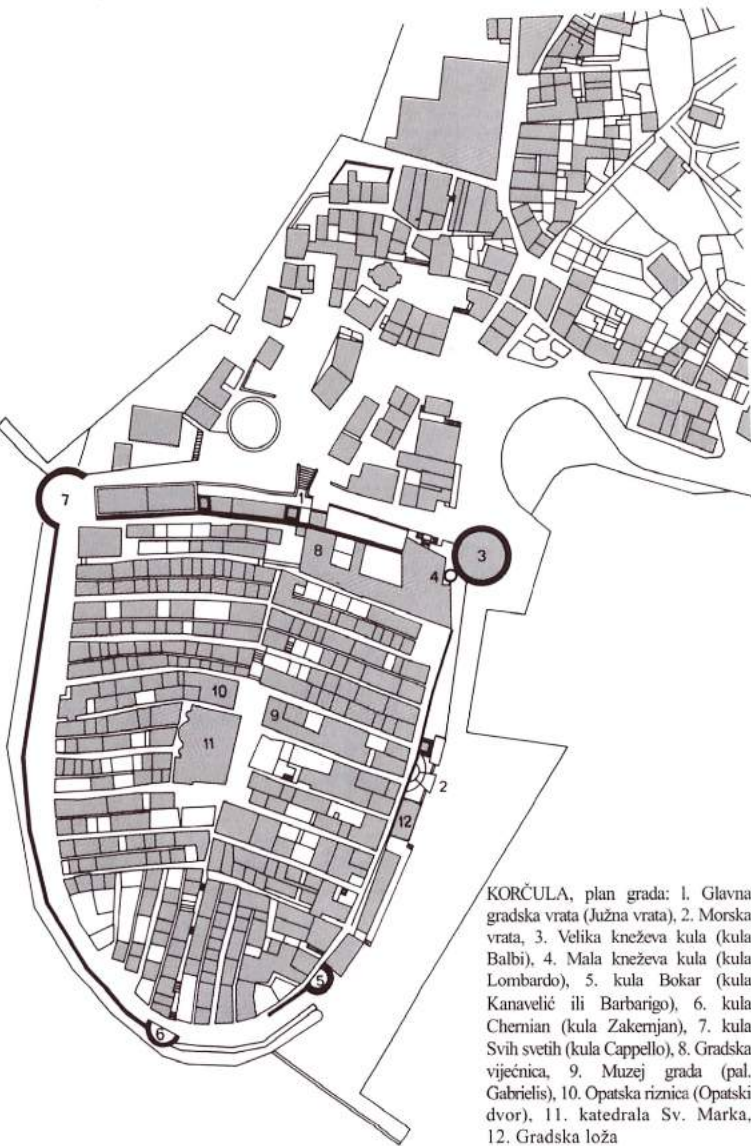 1
7
3
8
4
10
9
11
2
12
5
6
KORČULA, plan grada: l. Glavna
gradska vrata (Južna vrata), 2. Morska
vrata, 3. Velika kneževa kula (kula
Balbi), 4. Mala kneževa kula (kula
Lombardo), 5. kula Bokar (kula
Kanavelić ili Barbarigo), 6. kula
Chernian (kula Zakernjan), 7. kula
Svih svetih (kula Cappello), 8. Gradska
vijećnica, 9. Muzej grada (pal.
Gabrielis), 10. Opatska riznica (Opatski
dvor), 11. katedrala Sv. Marka,
12. Gradska loža